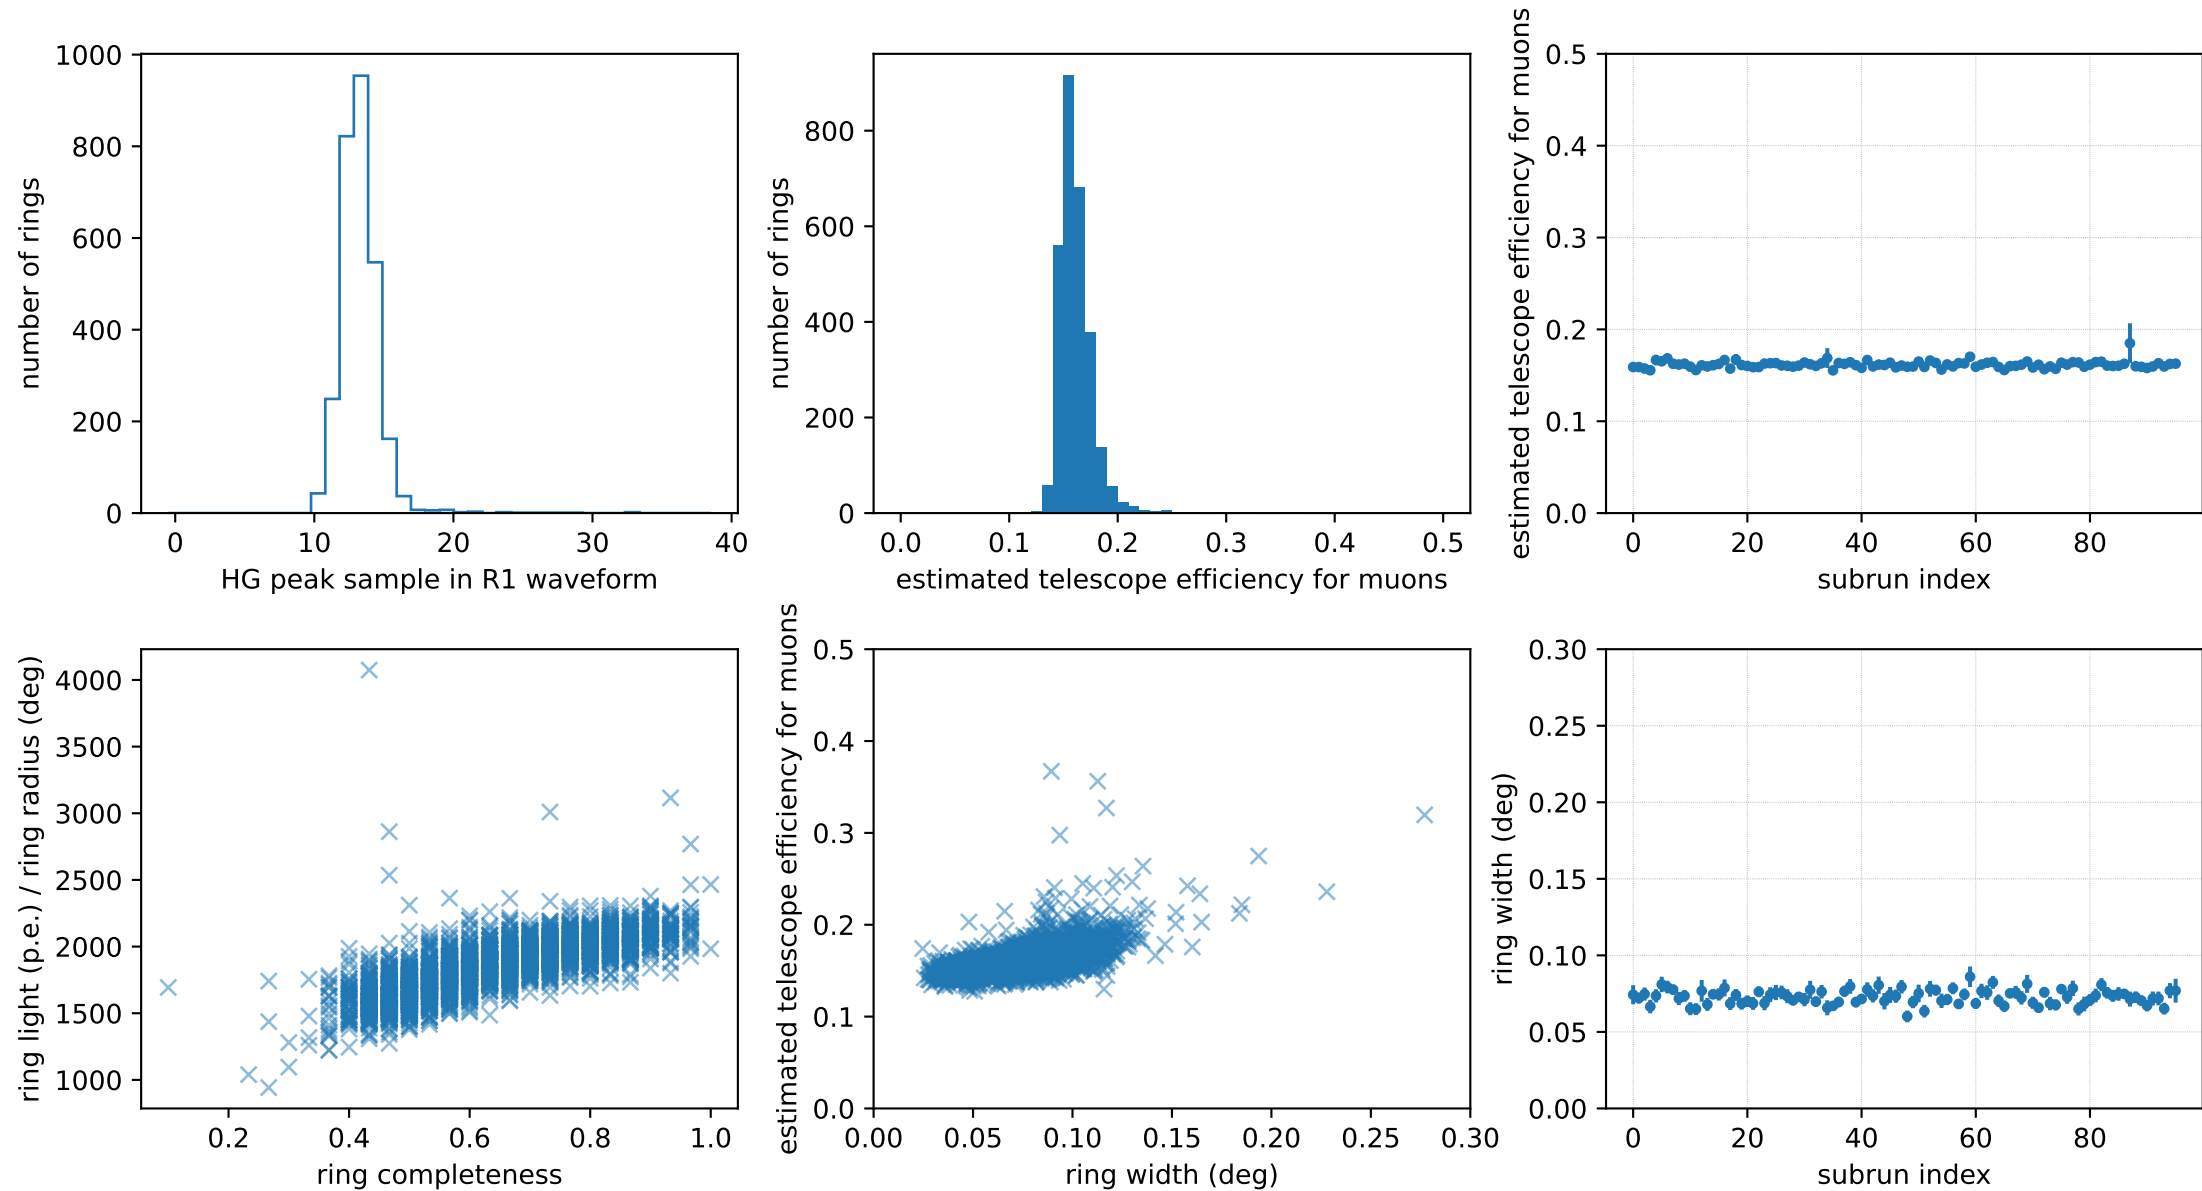 number of rings
1000
800
600
400
200
0
0 10 20 30 40
HG peak sample in R1 waveform
number of rings
800
600
400
200
0
0.0 0.1 0.2 0.3 0.4 0.5
estimated telescope efficiency for muons
estimated telescope efficiency for muons
0.5
0.4
0.3
0.2
0.1
0.0
0 20 40 60 80
subrun index
ring light (p.e.) / ring radius (deg)
4000
3500
3000
2500
2000
1500
1000
0.2 0.4 0.6 0.8 1.0
ring completeness
estimated telescope efficiency for muons
0.5
0.4
0.3
0.2
0.1
0.0
0.00 0.05 0.10 0.15 0.20 0.25 0.30
ring width (deg)
ring width (deg)
0.30
0.25
0.20
0.15
0.10
0.05
0.00
0 20 40 60 80
subrun index